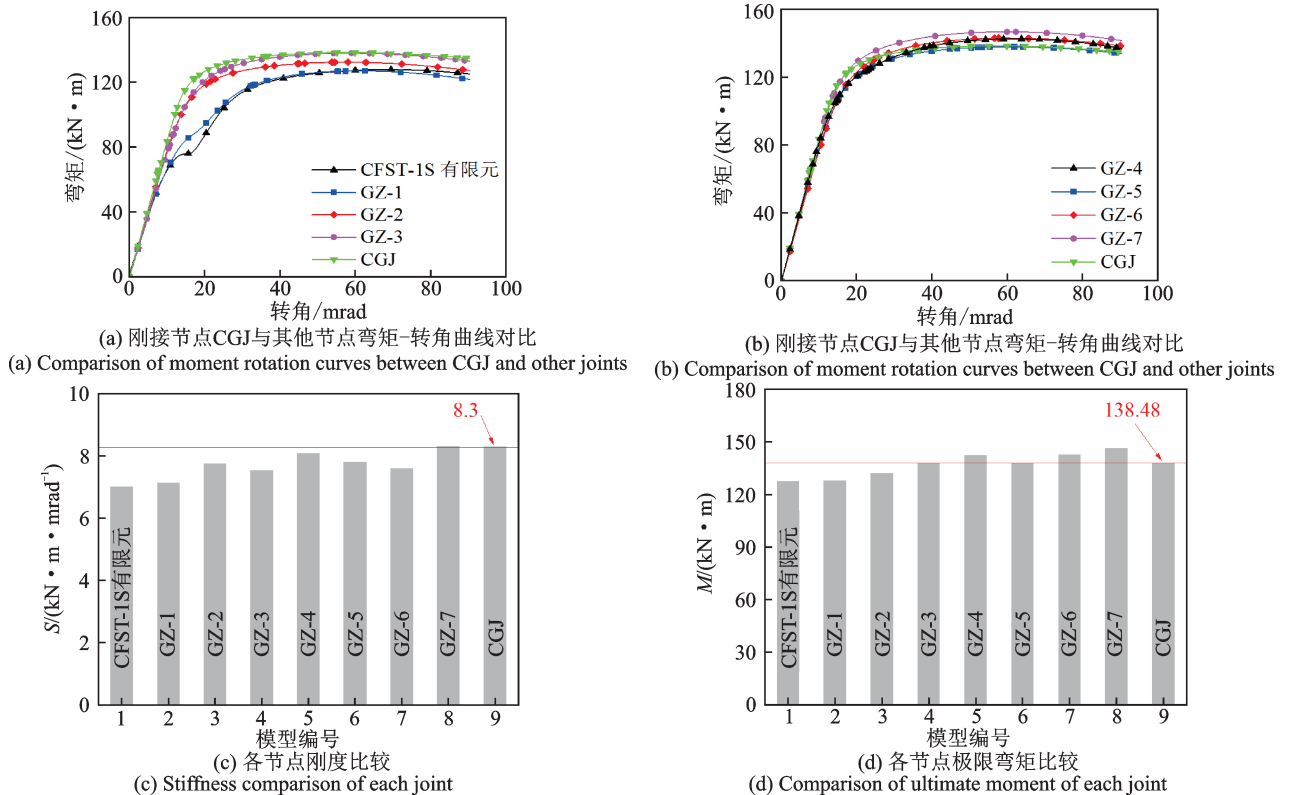 160
120
80
40
0
弯矩/(kN·m)
CFST-1S 有限元
GZ-1
GZ-2
GZ-3
CGJ
0 20 40 60 80 100
转角/mrad
(a) 刚接节点CGJ与其他节点弯矩-转角曲线对比
(a) Comparison of moment rotation curves between CGJ and other joints
160
120
80
40
0
弯矩/(kN·m)
GZ-4
GZ-5
GZ-6
GZ-7
CGJ
0 20 40 60 80 100
转角/mrad
(b) 刚接节点CGJ与其他节点弯矩-转角曲线对比
(b) Comparison of moment rotation curves between CGJ and other joints
10
8
6
4
2
0
S/(kN·m·mrad⁻¹)
8.3
CFST-1S有限元
GZ-1
GZ-2
GZ-3
GZ-4
GZ-5
GZ-6
GZ-7
CGJ
1 2 3 4 5 6 7 8 9
模型编号
(c) 各节点刚度比较
(c) Stiffness comparison of each joint
180
150
120
90
60
30
0
M/(kN·m)
138.48
CFST-1S有限元
GZ-1
GZ-2
GZ-3
GZ-4
GZ-5
GZ-6
GZ-7
CGJ
1 2 3 4 5 6 7 8 9
模型编号
(d) 各节点极限弯矩比较
(d) Comparison of ultimate moment of each joint